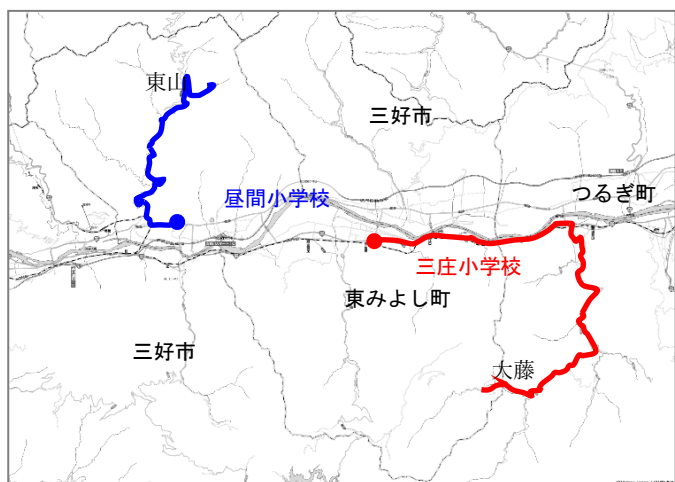 東山
三好市
つるぎ町
昼間小学校
三庄小学校
東みよし町
三好市
大藤